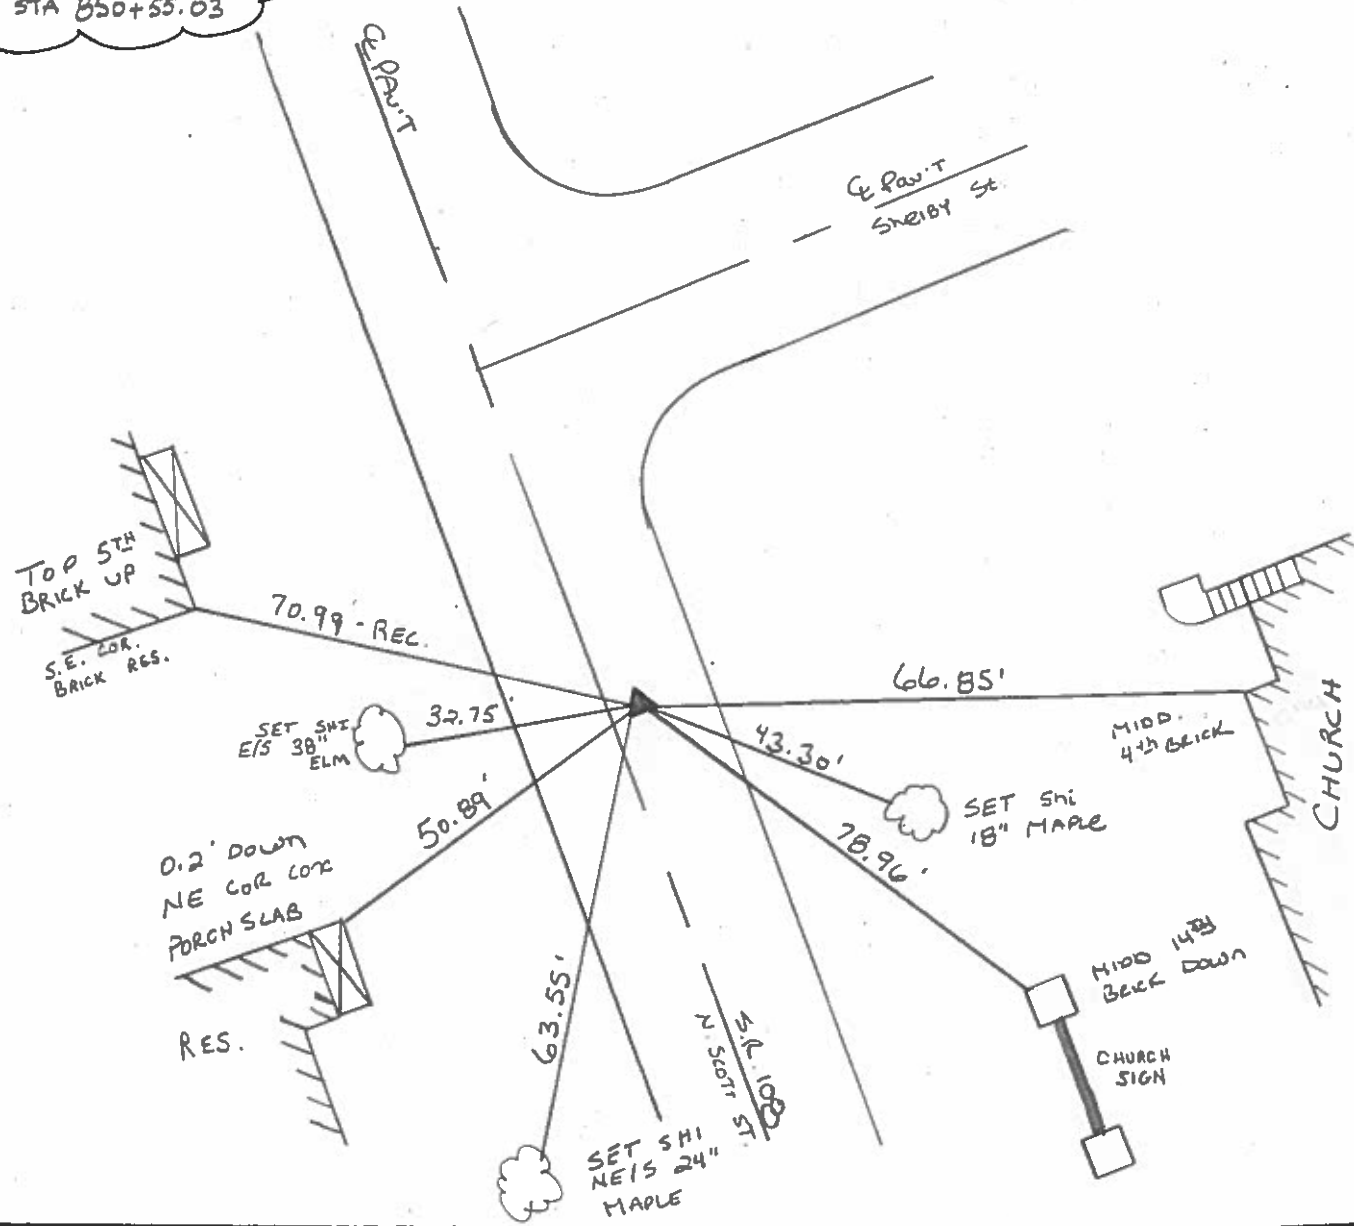 STA 850+55.03
℄ PAV'T
℄ PAV'T
SHELBY St.
TOP 5TH
BRICK UP
S.E. COR.
BRICK RES.
70.99' - REC.
66.85'
MIDD.
4th BRICK
CHURCH
SET SHI
E/S 38"
ELM
32.75
43.30'
SET Shi
18" MAPLE
50.89'
78.96'
0.2' DOWN
NE COR CONC
PORCH SLAB
RES.
63.55'
MIDD 14TH
BRICK DOWN
CHURCH
SIGN
S.R. 108
N. SCOTT ST.
SET SHI
NE/S 24"
MAPLE